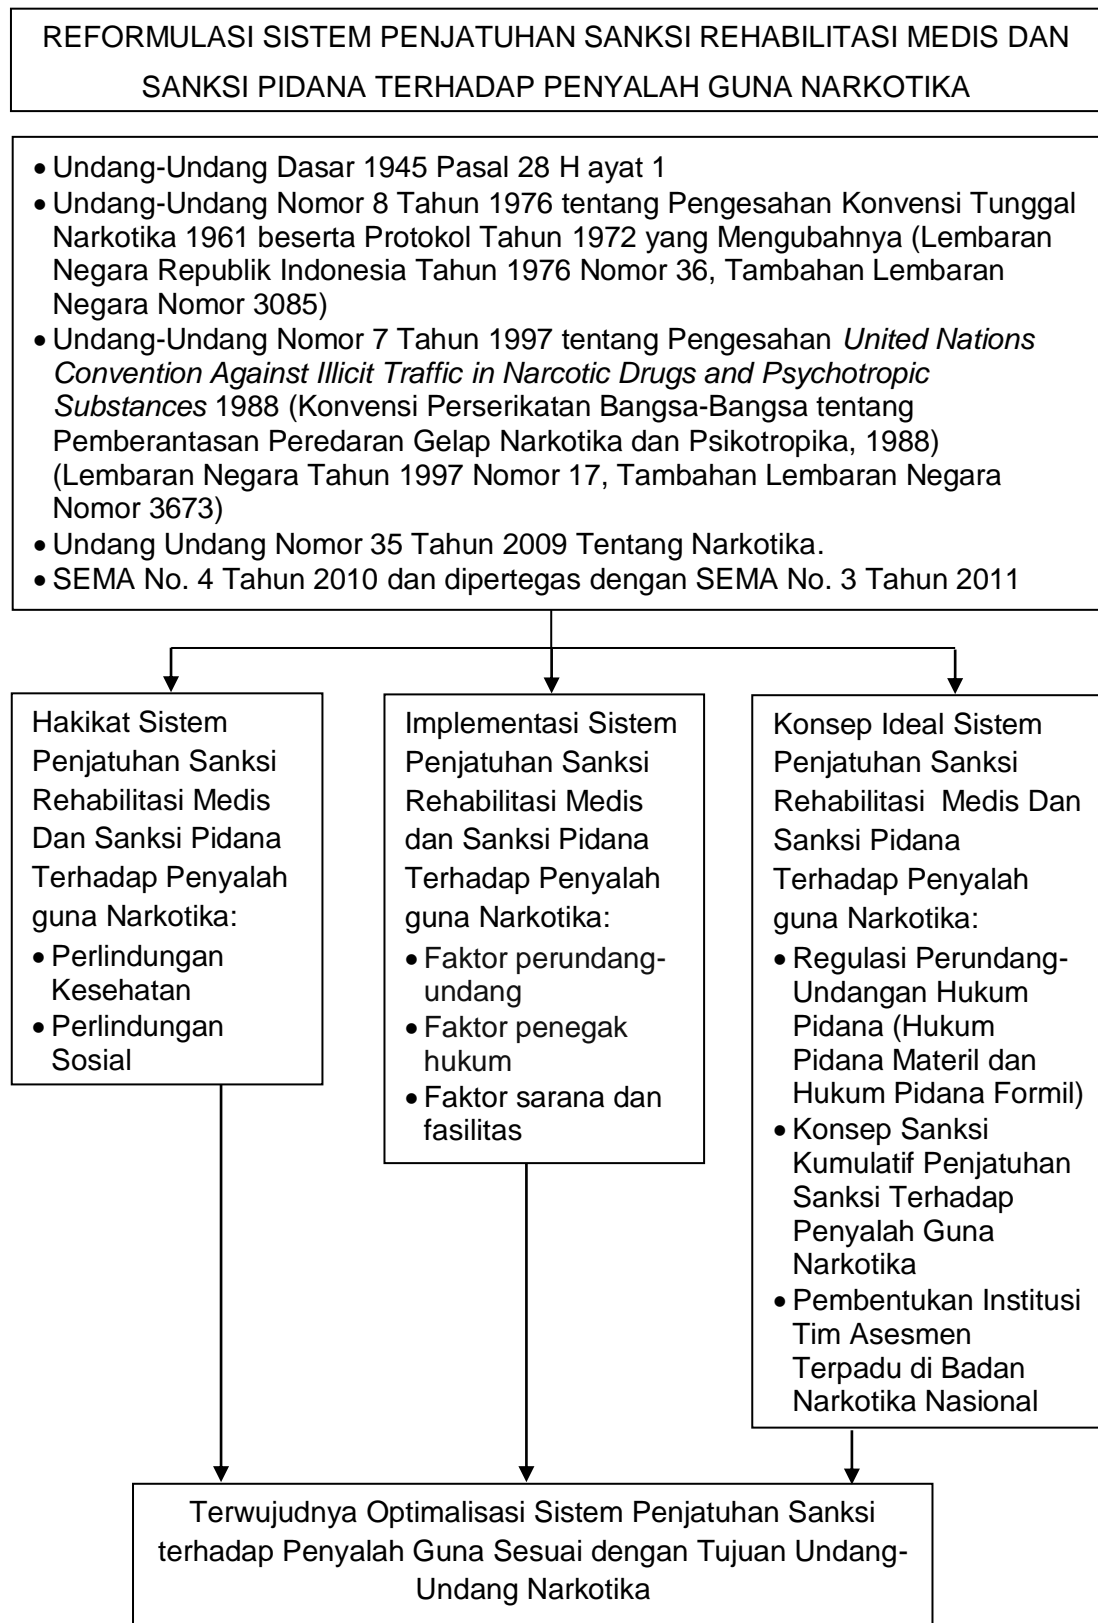 REFORMULASI SISTEM PENJATUHAN SANKSI REHABILITASI MEDIS DAN
SANKSI PIDANA TERHADAP PENYALAH GUNA NARKOTIKA
• Undang-Undang Dasar 1945 Pasal 28 H ayat 1
• Undang-Undang Nomor 8 Tahun 1976 tentang Pengesahan Konvensi Tunggal
Narkotika 1961 beserta Protokol Tahun 1972 yang Mengubahnya (Lembaran
Negara Republik Indonesia Tahun 1976 Nomor 36, Tambahan Lembaran
Negara Nomor 3085)
• Undang-Undang Nomor 7 Tahun 1997 tentang Pengesahan United Nations
Convention Against Illicit Traffic in Narcotic Drugs and Psychotropic
Substances 1988 (Konvensi Perserikatan Bangsa-Bangsa tentang
Pemberantasan Peredaran Gelap Narkotika dan Psikotropika, 1988)
(Lembaran Negara Tahun 1997 Nomor 17, Tambahan Lembaran Negara
Nomor 3673)
• Undang Undang Nomor 35 Tahun 2009 Tentang Narkotika.
• SEMA No. 4 Tahun 2010 dan dipertegas dengan SEMA No. 3 Tahun 2011
Hakikat Sistem
Penjatuhan Sanksi
Rehabilitasi Medis
Dan Sanksi Pidana
Terhadap Penyalah
guna Narkotika:
• Perlindungan
Kesehatan
• Perlindungan
Sosial
Implementasi Sistem
Penjatuhan Sanksi
Rehabilitasi Medis
dan Sanksi Pidana
Terhadap Penyalah
guna Narkotika:
• Faktor perundang-
undang
• Faktor penegak
hukum
• Faktor sarana dan
fasilitas
Konsep Ideal Sistem
Penjatuhan Sanksi
Rehabilitasi Medis Dan
Sanksi Pidana
Terhadap Penyalah
guna Narkotika:
• Regulasi Perundang-
Undangan Hukum
Pidana (Hukum
Pidana Materil dan
Hukum Pidana Formil)
• Konsep Sanksi
Kumulatif Penjatuhan
Sanksi Terhadap
Penyalah Guna
Narkotika
• Pembentukan Institusi
Tim Asesmen
Terpadu di Badan
Narkotika Nasional
Terwujudnya Optimalisasi Sistem Penjatuhan Sanksi
terhadap Penyalah Guna Sesuai dengan Tujuan Undang-
Undang Narkotika